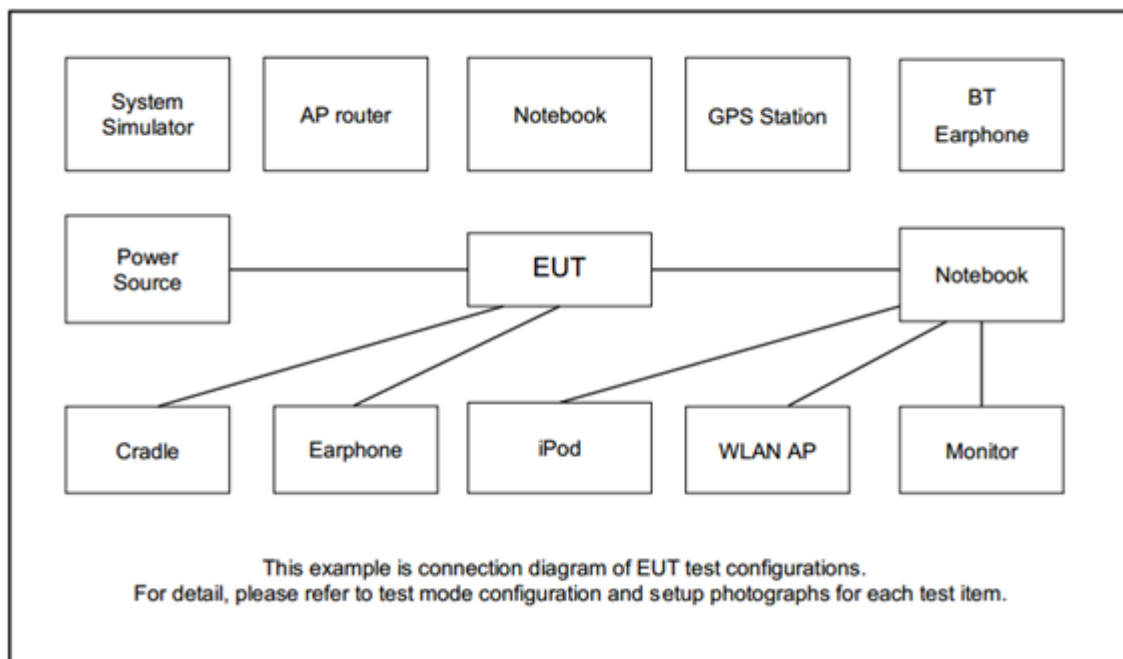 System
Simulator
AP router
Notebook
GPS Station
BT
Earphone
Power
Source
EUT
Notebook
Cradle
Earphone
iPod
WLAN AP
Monitor
This example is connection diagram of EUT test configurations.
For detail, please refer to test mode configuration and setup photographs for each test item.